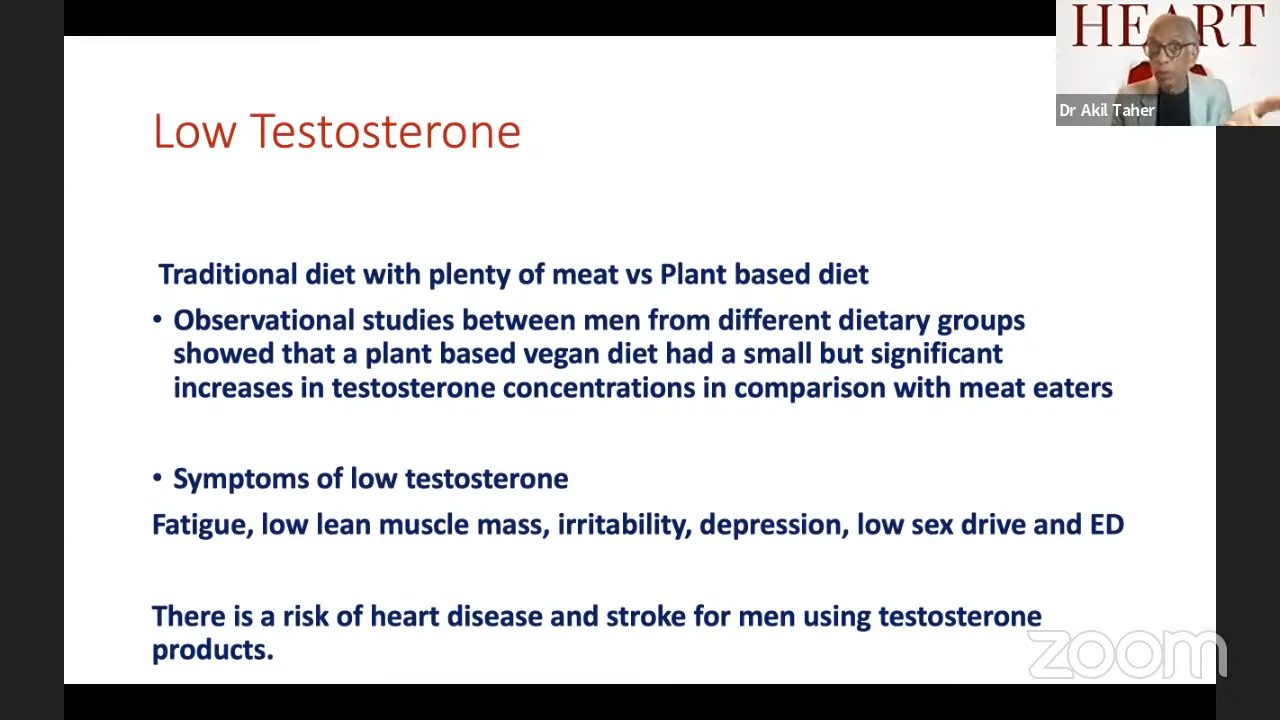 HEART
Dr Akil Taher
Low Testosterone
Traditional diet with plenty of meat vs Plant based diet
• Observational studies between men from different dietary groups
showed that a plant based vegan diet had a small but significant
increases in testosterone concentrations in comparison with meat eaters
• Symptoms of low testosterone
Fatigue, low lean muscle mass, irritability, depression, low sex drive and ED
There is a risk of heart disease and stroke for men using testosterone
products.
zoom